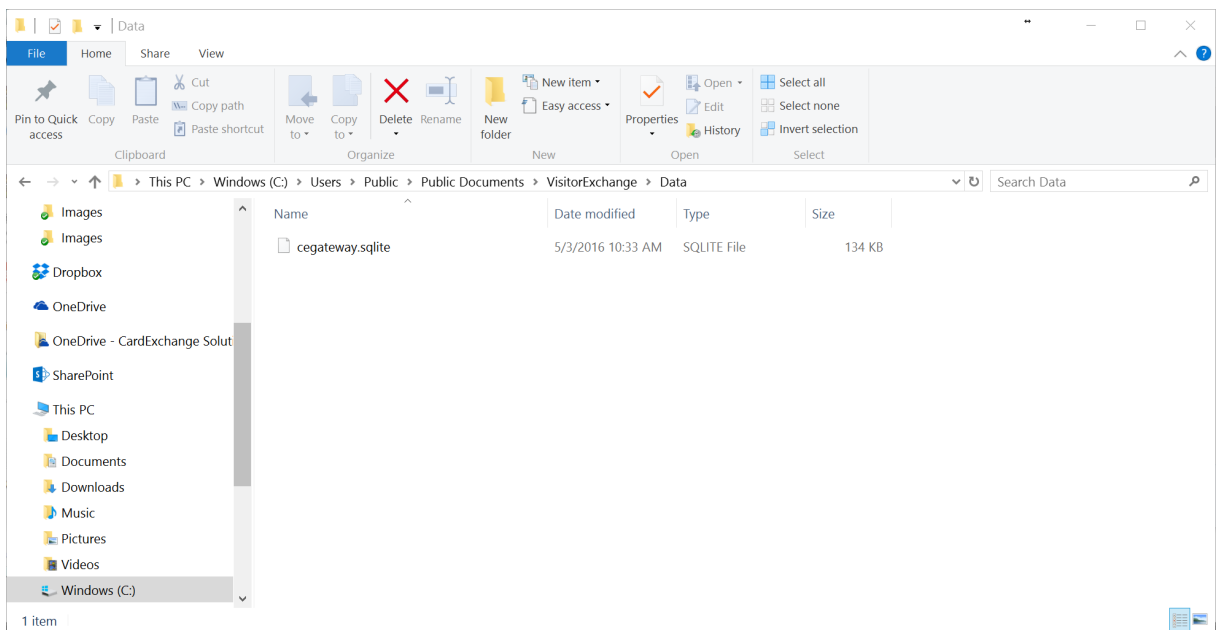 Data
File Home Share View
Pin to Quick access
Copy
Paste
Cut
Copy path
Paste shortcut
Clipboard
Move to
Copy to
Delete
Rename
Organize
New folder
New item
Easy access
New
Properties
Open
Edit
History
Open
Select all
Select none
Invert selection
Select
This PC > Windows (C:) > Users > Public > Public Documents > VisitorExchange > Data
Search Data
Images
Images
Dropbox
OneDrive
OneDrive - CardExchange Solut
SharePoint
This PC
Desktop
Documents
Downloads
Music
Pictures
Videos
Windows (C:)
Name Date modified Type Size
cegateway.sqlite 5/3/2016 10:33 AM SQLITE File 134 KB
1 item